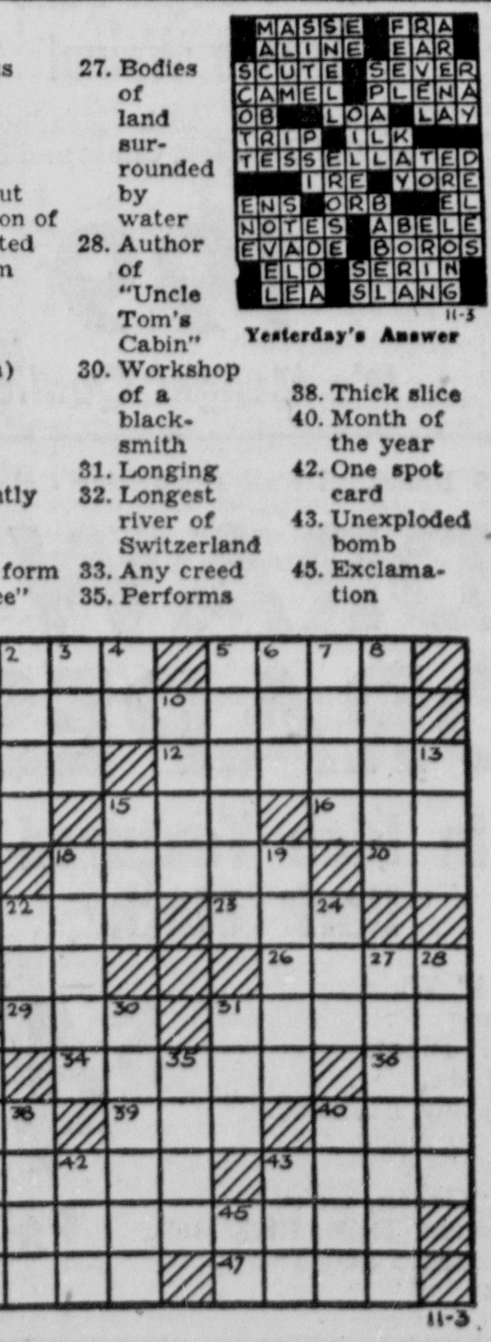 s
ut
on of
ted
n
)
ntly
form
ee"
27. Bodies
of
land
sur-
rounded
by
water
28. Author
of
"Uncle
Tom's
Cabin"
30. Workshop
of a
black-
smith
31. Longing
32. Longest
river of
Switzerland
33. Any creed
35. Performs
MASSE FRA
ALINE EAR
SCUTE SEVER
CAMEL PLENA
OB LOA LAY
TRIP ILK
TESSELLATED
IRE YORE
ENS ORB EL
NOTES ABELE
EVADE BOROS
ELD SERIN
LEA SLANG
11-3
Yesterday's Answer
38. Thick slice
40. Month of
the year
42. One spot
card
43. Unexploded
bomb
45. Exclama-
tion
2 3 4 5 6 7 8
10
12 13
15 16
18 19 20
22 23 24
26 27 28
29 30 31
34 35 36
38 39 40
42 43
45
47
11-3